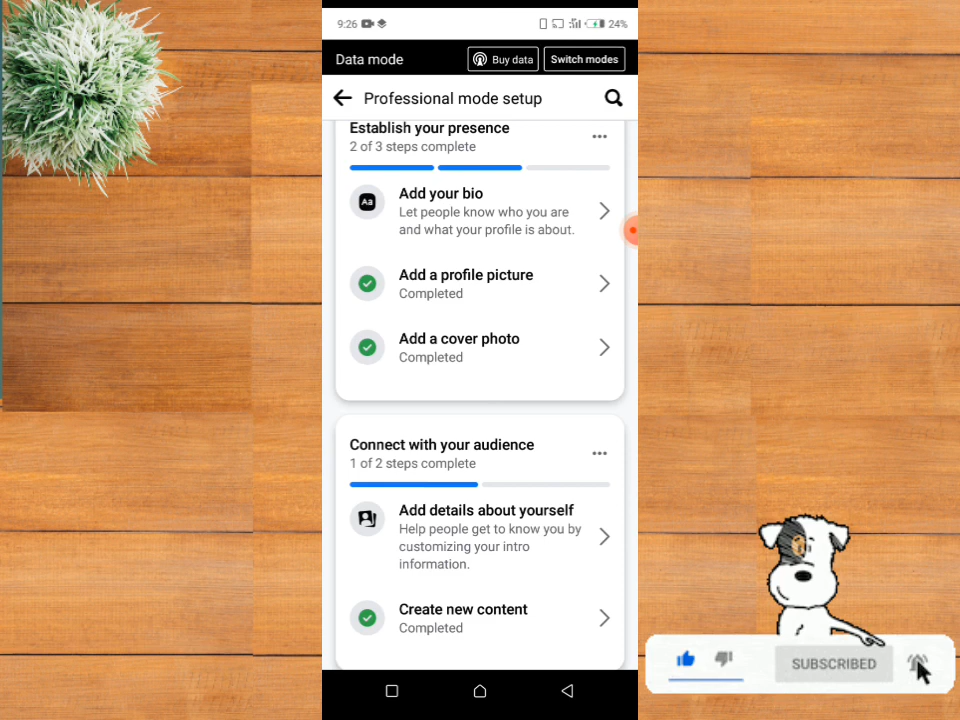 9:26
24%
Data mode
Buy data
Switch modes
Professional mode setup
Establish your presence
2 of 3 steps complete
Aa
Add your bio
Let people know who you are
and what your profile is about.
Add a profile picture
Completed
Add a cover photo
Completed
Connect with your audience
1 of 2 steps complete
Add details about yourself
Help people get to know you by
customizing your intro
information.
Create new content
Completed
SUBSCRIBED